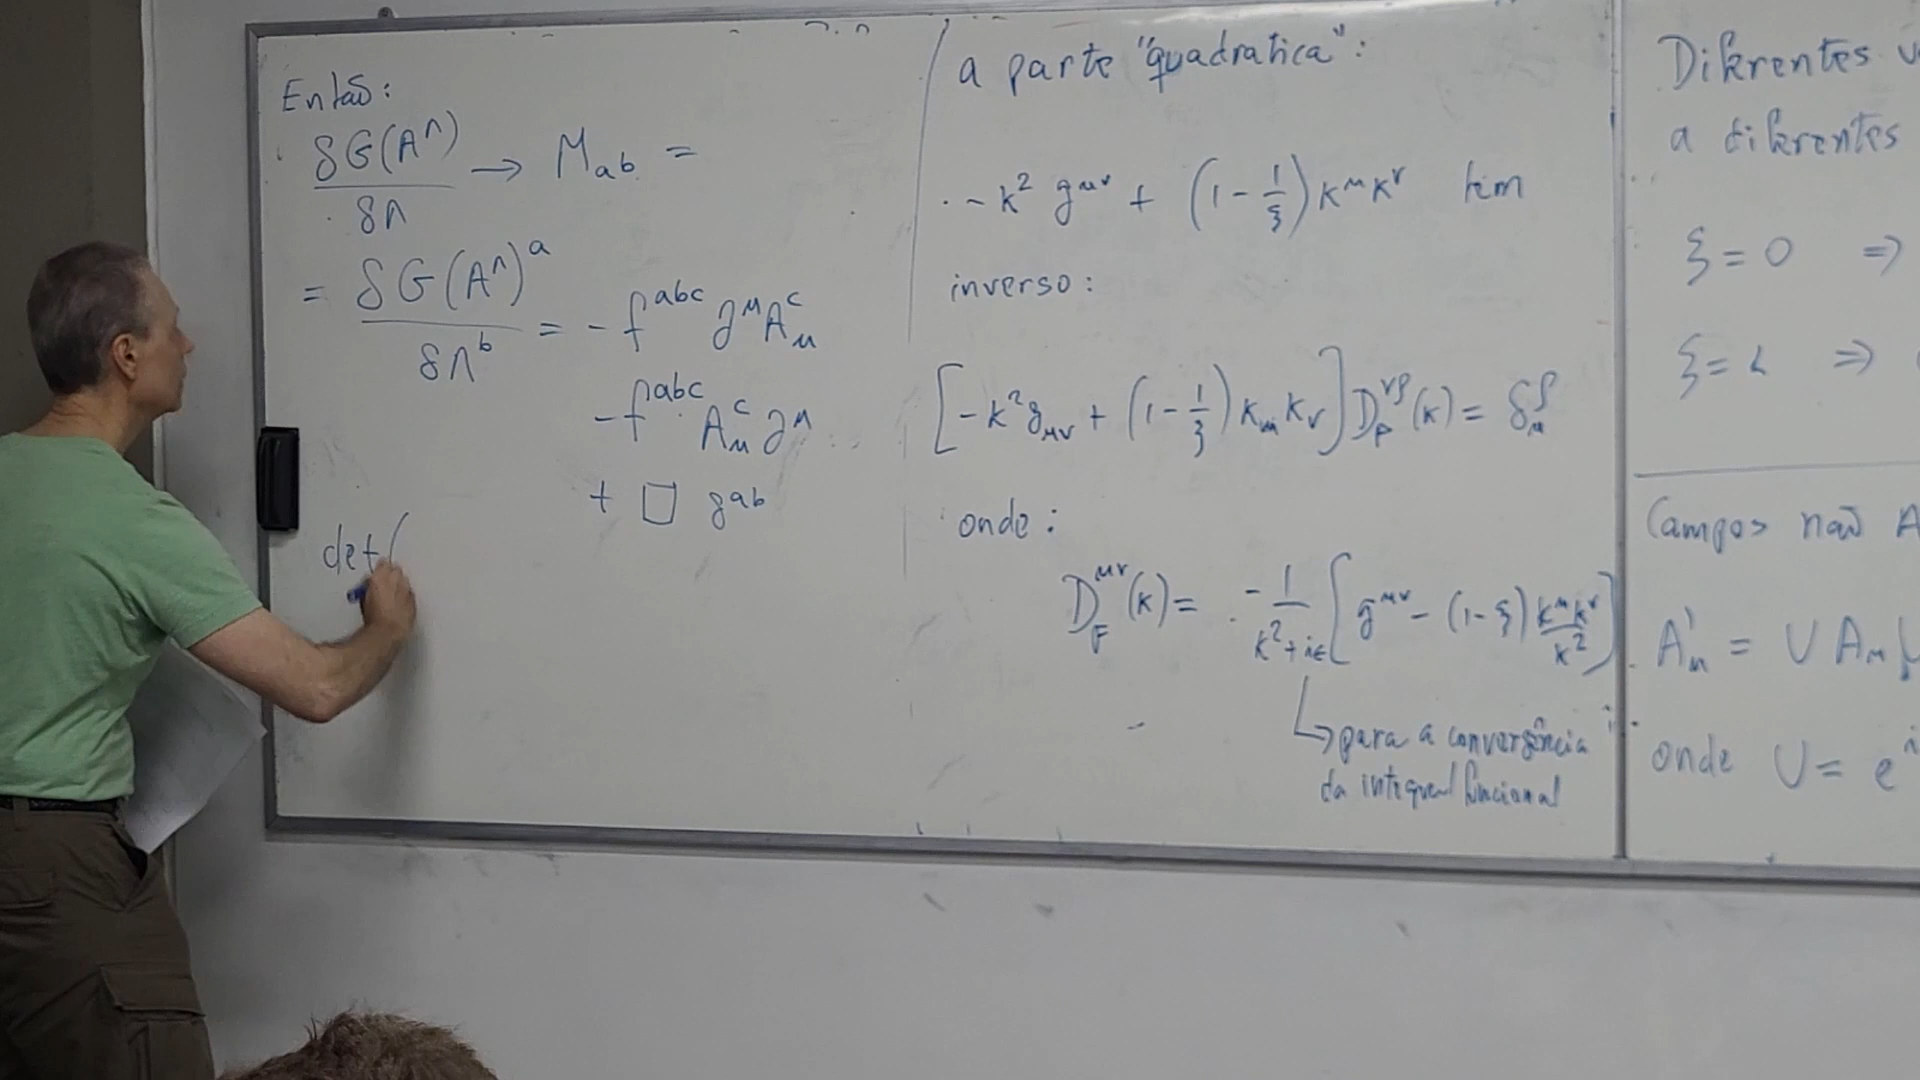 Então:
δG(A^Λ)/δΛ → M_ab =
= δG(A^Λ)^a/δΛ^b = - f^abc ∂^μ A_μ^c
- f^abc A_μ^c ∂^μ
+ □ g^ab
det(
a parte "quadratica":
- k² g^μν + (1 - 1/ξ) k^μ k^ν tem
inverso:
[-k² g_μν + (1 - 1/ξ) k_μ k_ν] D_F^νρ(k) = δ_μ^ρ
onde:
D_F^μν(k) = -1/(k²+iε) [g^μν - (1-ξ) k^μ k^ν/k²]
↳ para a convergência
da integral funcional
Diferentes
a diferentes
ξ = 0 ⇒
ξ = 1 ⇒
Campos não A
A'_μ = U A_μ
onde U = e^i